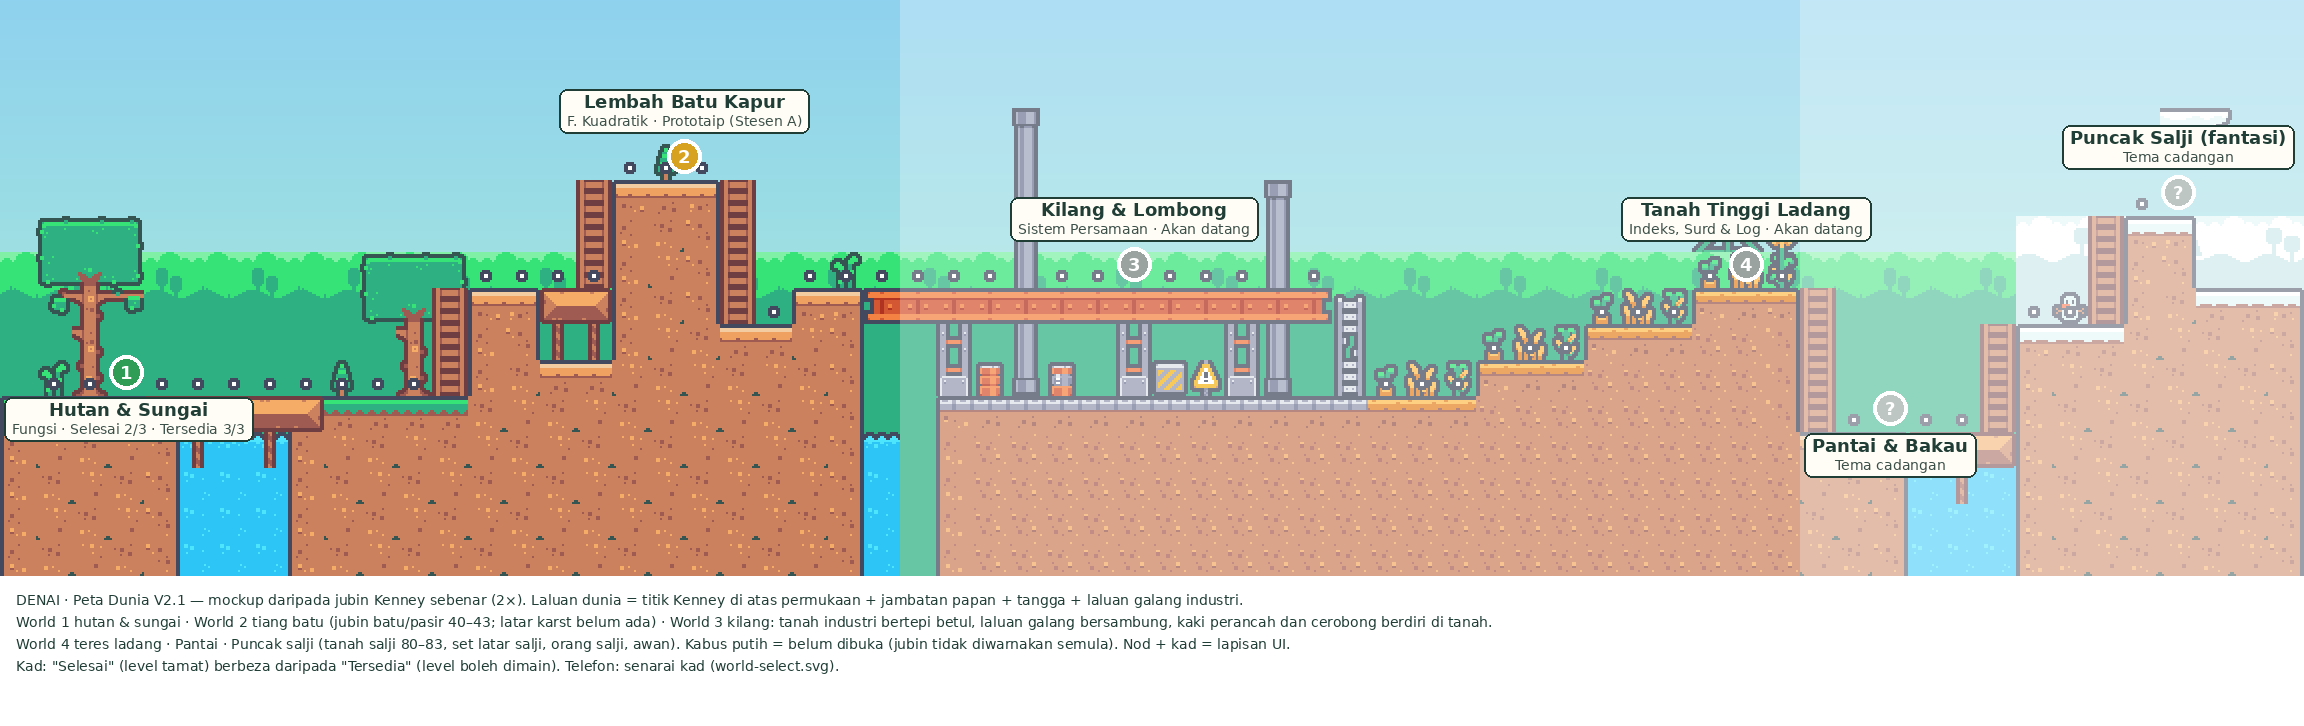 Lembah Batu Kapur
F. Kuadratik · Prototaip (Stesen A)
2
Puncak Salji (fantasi)
Tema cadangan
?
Kilang & Lombong
Sistem Persamaan · Akan datang
3
Tanah Tinggi Ladang
Indeks, Surd & Log · Akan datang
4
1
Hutan & Sungai
Fungsi · Selesai 2/3 · Tersedia 3/3
?
Pantai & Bakau
Tema cadangan
DENAI · Peta Dunia V2.1 — mockup daripada jubin Kenney sebenar (2×). Laluan dunia = titik Kenney di atas permukaan + jambatan papan + tangga + laluan galang industri.
World 1 hutan & sungai · World 2 tiang batu (jubin batu/pasir 40–43; latar karst belum ada) · World 3 kilang: tanah industri bertepi betul, laluan galang bersambung, kaki perancah dan cerobong berdiri di tanah.
World 4 teres ladang · Pantai · Puncak salji (tanah salji 80–83, set latar salji, orang salji, awan). Kabus putih = belum dibuka (jubin tidak diwarnakan semula). Nod + kad = lapisan UI.
Kad: "Selesai" (level tamat) berbeza daripada "Tersedia" (level boleh dimain). Telefon: senarai kad (world-select.svg).